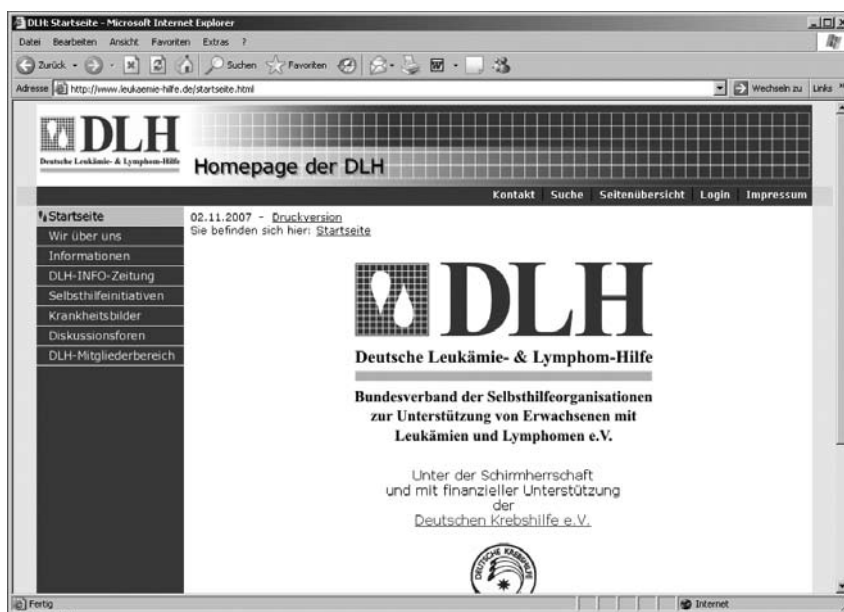 DLH: Startseite - Microsoft Internet Explorer
Datei Bearbeiten Ansicht Favoriten Extras ?
Zurück Suchen Favoriten
Adresse http://www.leukaemie-hilfe.de/startseite.html Wechseln zu Links »
DLH
Deutsche Leukämie- & Lymphom-Hilfe
Homepage der DLH
Kontakt Suche Seitenübersicht Login Impressum
Startseite
Wir über uns
Informationen
DLH-INFO-Zeitung
Selbsthilfeinitiativen
Krankheitsbilder
Diskussionsforen
DLH-Mitgliederbereich
02.11.2007 - Druckversion
Sie befinden sich hier: Startseite
DLH
Deutsche Leukämie- & Lymphom-Hilfe
Bundesverband der Selbsthilfeorganisationen
zur Unterstützung von Erwachsenen mit
Leukämien und Lymphomen e.V.
Unter der Schirmherrschaft
und mit finanzieller Unterstützung
der
Deutschen Krebshilfe e.V.
DEUTSCHE KREBSHILFE
Fertig Internet